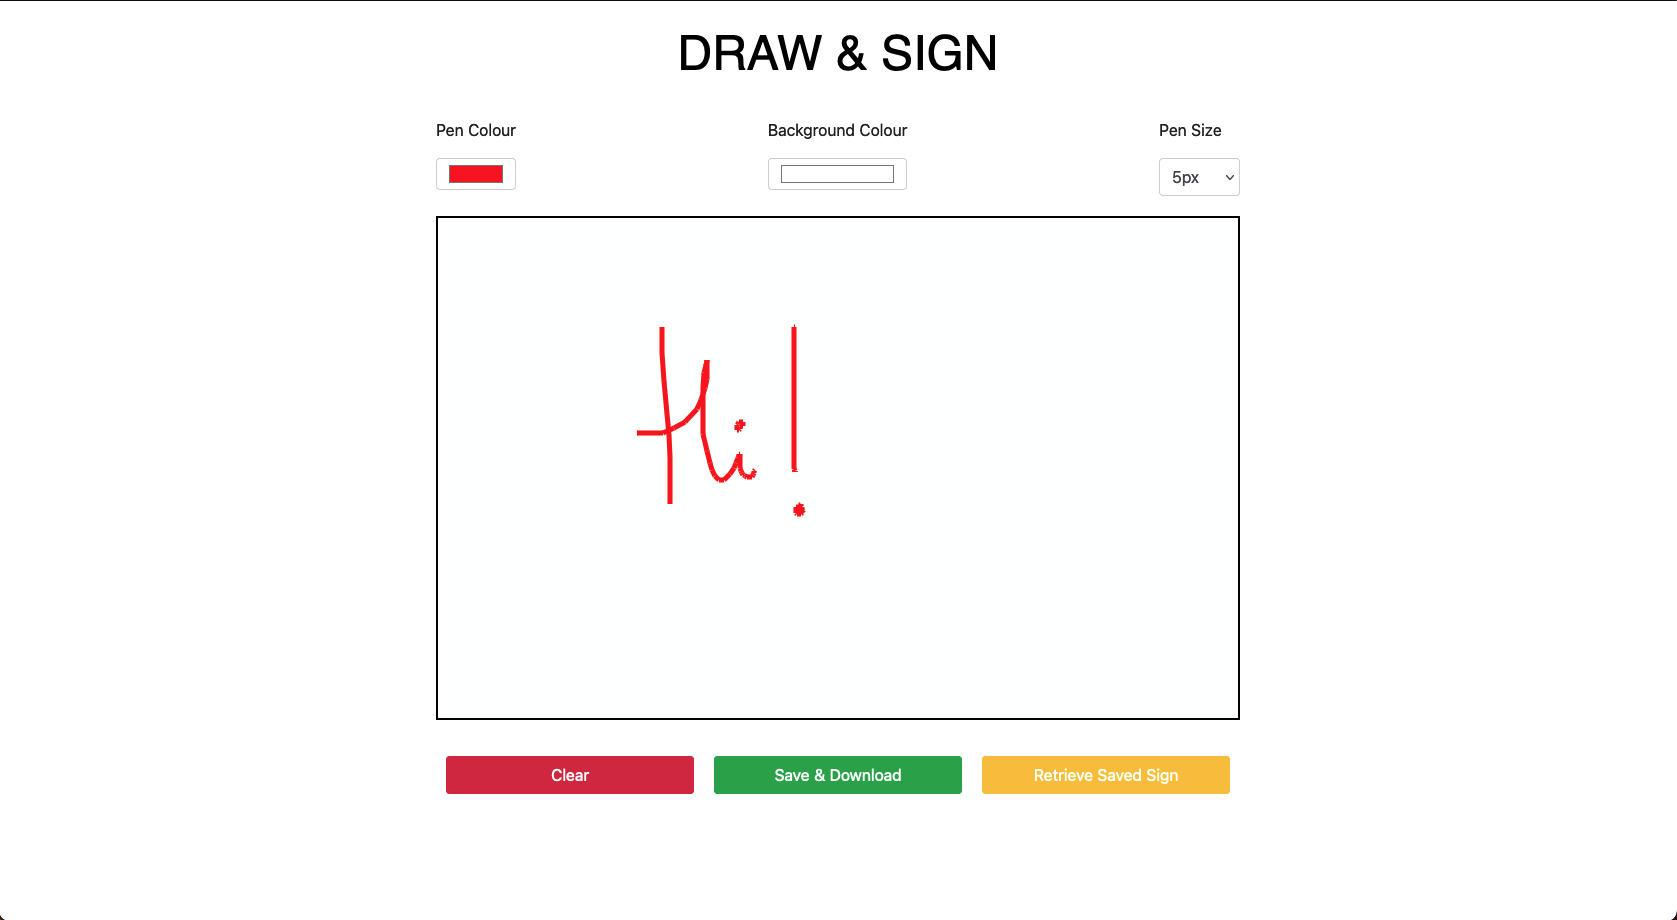 DRAW & SIGN
Pen Colour Background Colour Pen Size
5px
Hi!
Clear Save & Download Retrieve Saved Sign